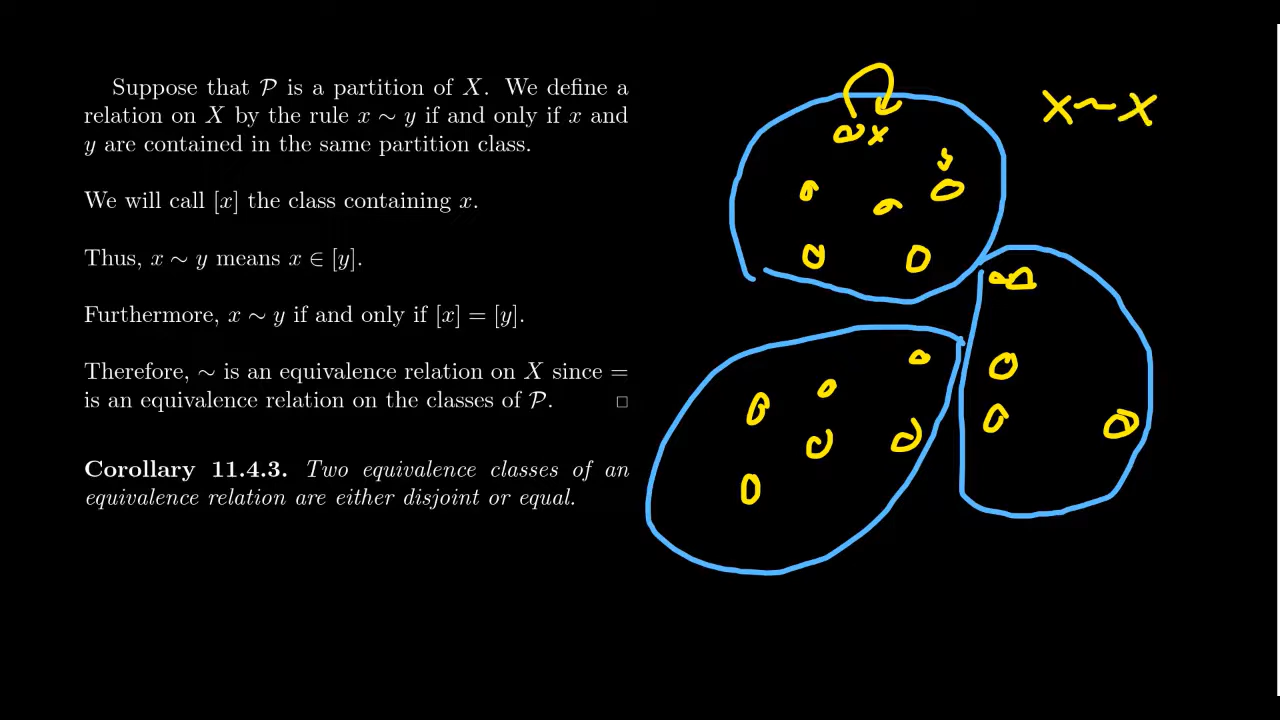 Suppose that 𝒫 is a partition of X. We define a
relation on X by the rule x ∼ y if and only if x and
y are contained in the same partition class.
We will call [x] the class containing x.
Thus, x ∼ y means x ∈ [y].
Furthermore, x ∼ y if and only if [x] = [y].
Therefore, ∼ is an equivalence relation on X since =
is an equivalence relation on the classes of 𝒫. □
Corollary 11.4.3. Two equivalence classes of an
equivalence relation are either disjoint or equal.
x ~ x
x
y